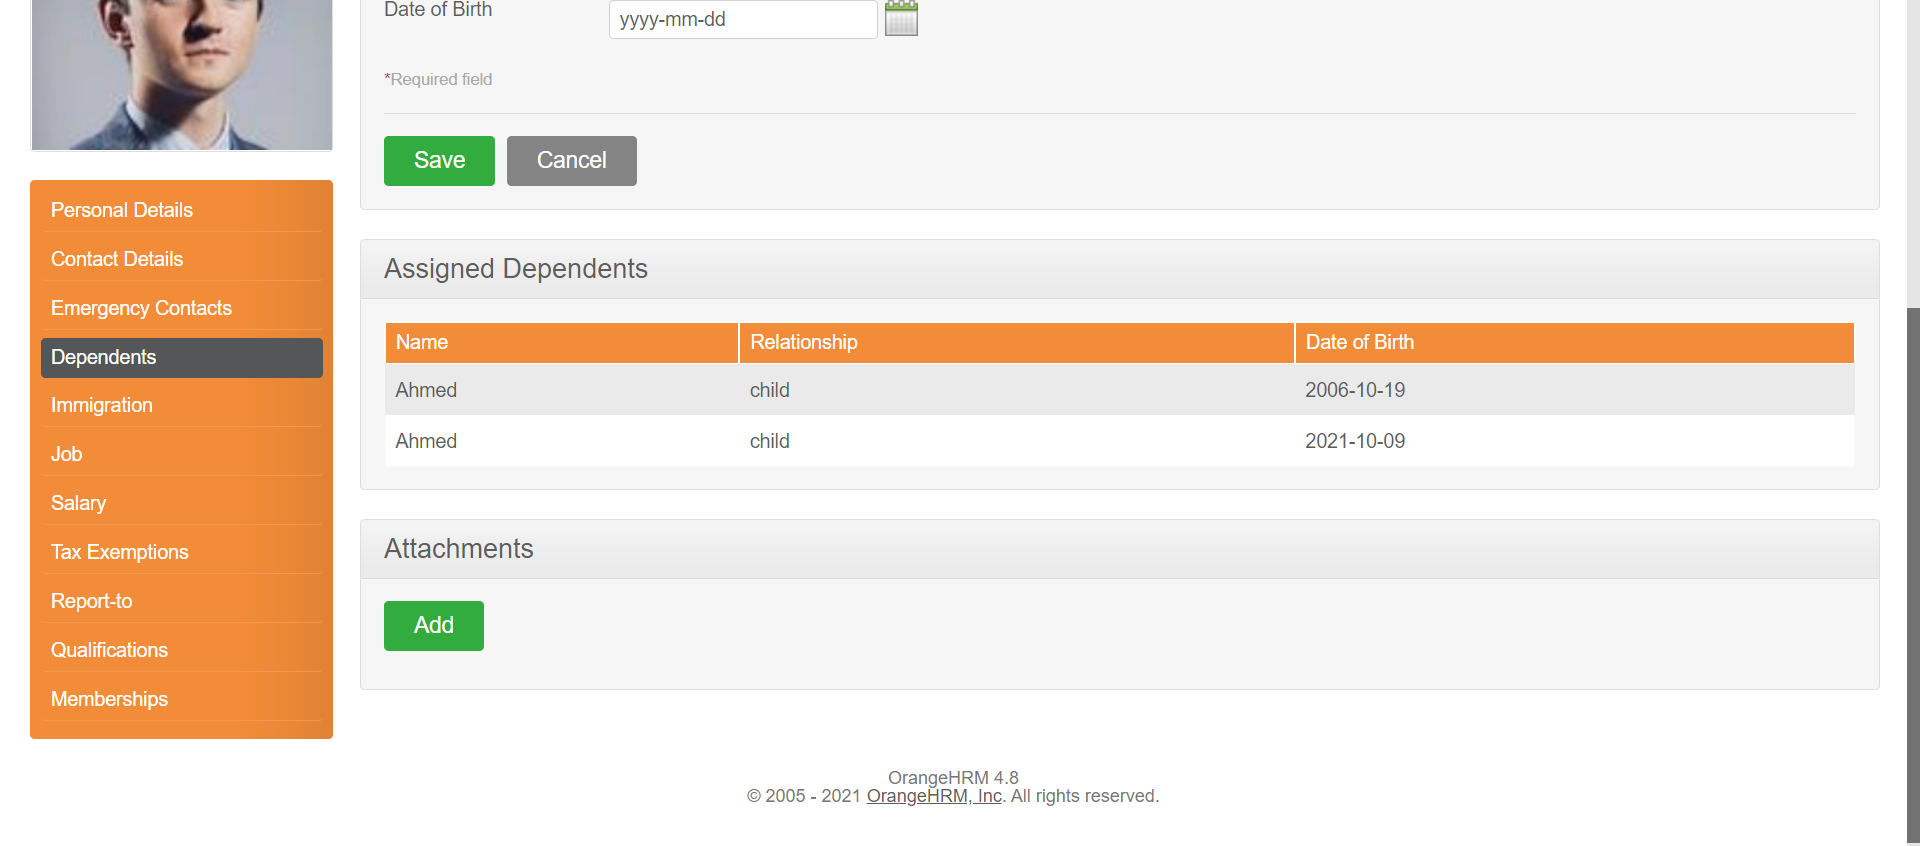 Date of Birth
yyyy-mm-dd
*Required field
Save Cancel
Personal Details
Contact Details
Emergency Contacts
Dependents
Immigration
Job
Salary
Tax Exemptions
Report-to
Qualifications
Memberships
Assigned Dependents
Name Relationship Date of Birth
Ahmed child 2006-10-19
Ahmed child 2021-10-09
Attachments
Add
OrangeHRM 4.8
© 2005 - 2021 OrangeHRM, Inc. All rights reserved.